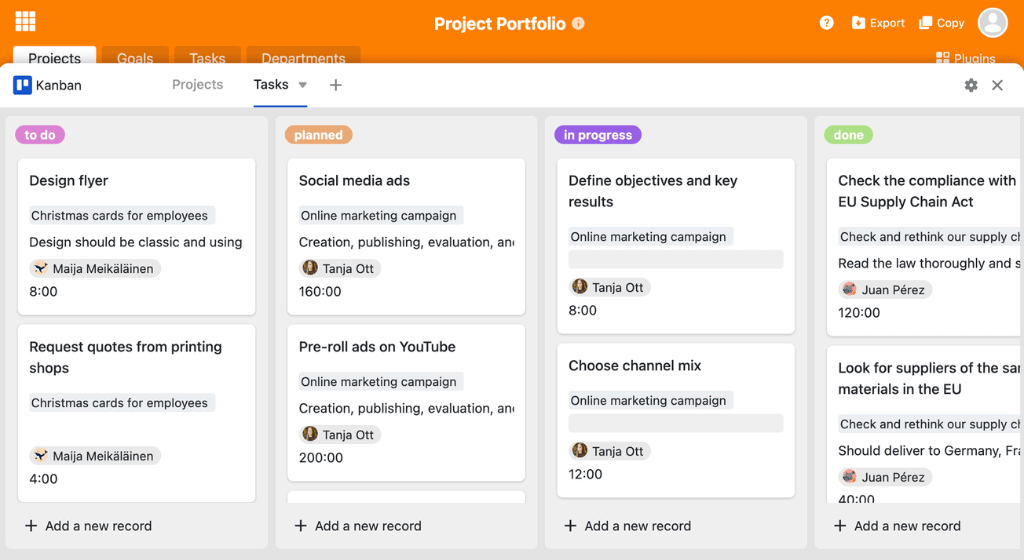 Project Portfolio
Export
Copy
Projects
Goals
Tasks
Departments
Plugins
Kanban
Projects
Tasks
to do
Design flyer
Christmas cards for employees
Design should be classic and using
Maija Meikäläinen
8:00
Request quotes from printing
shops
Christmas cards for employees
Maija Meikäläinen
4:00
Add a new record
planned
Social media ads
Online marketing campaign
Creation, publishing, evaluation, an
Tanja Ott
160:00
Pre-roll ads on YouTube
Online marketing campaign
Creation, publishing, evaluation, an
Tanja Ott
200:00
Add a new record
in progress
Define objectives and key
results
Online marketing campaign
Tanja Ott
8:00
Choose channel mix
Online marketing campaign
Tanja Ott
12:00
Add a new record
done
Check the compliance with
EU Supply Chain Act
Check and rethink our supply ch
Read the law thoroughly and s
Juan Pérez
120:00
Look for suppliers of the sa
materials in the EU
Check and rethink our supply ch
Should deliver to Germany, Fra
Juan Pérez
40:00
Add a new record